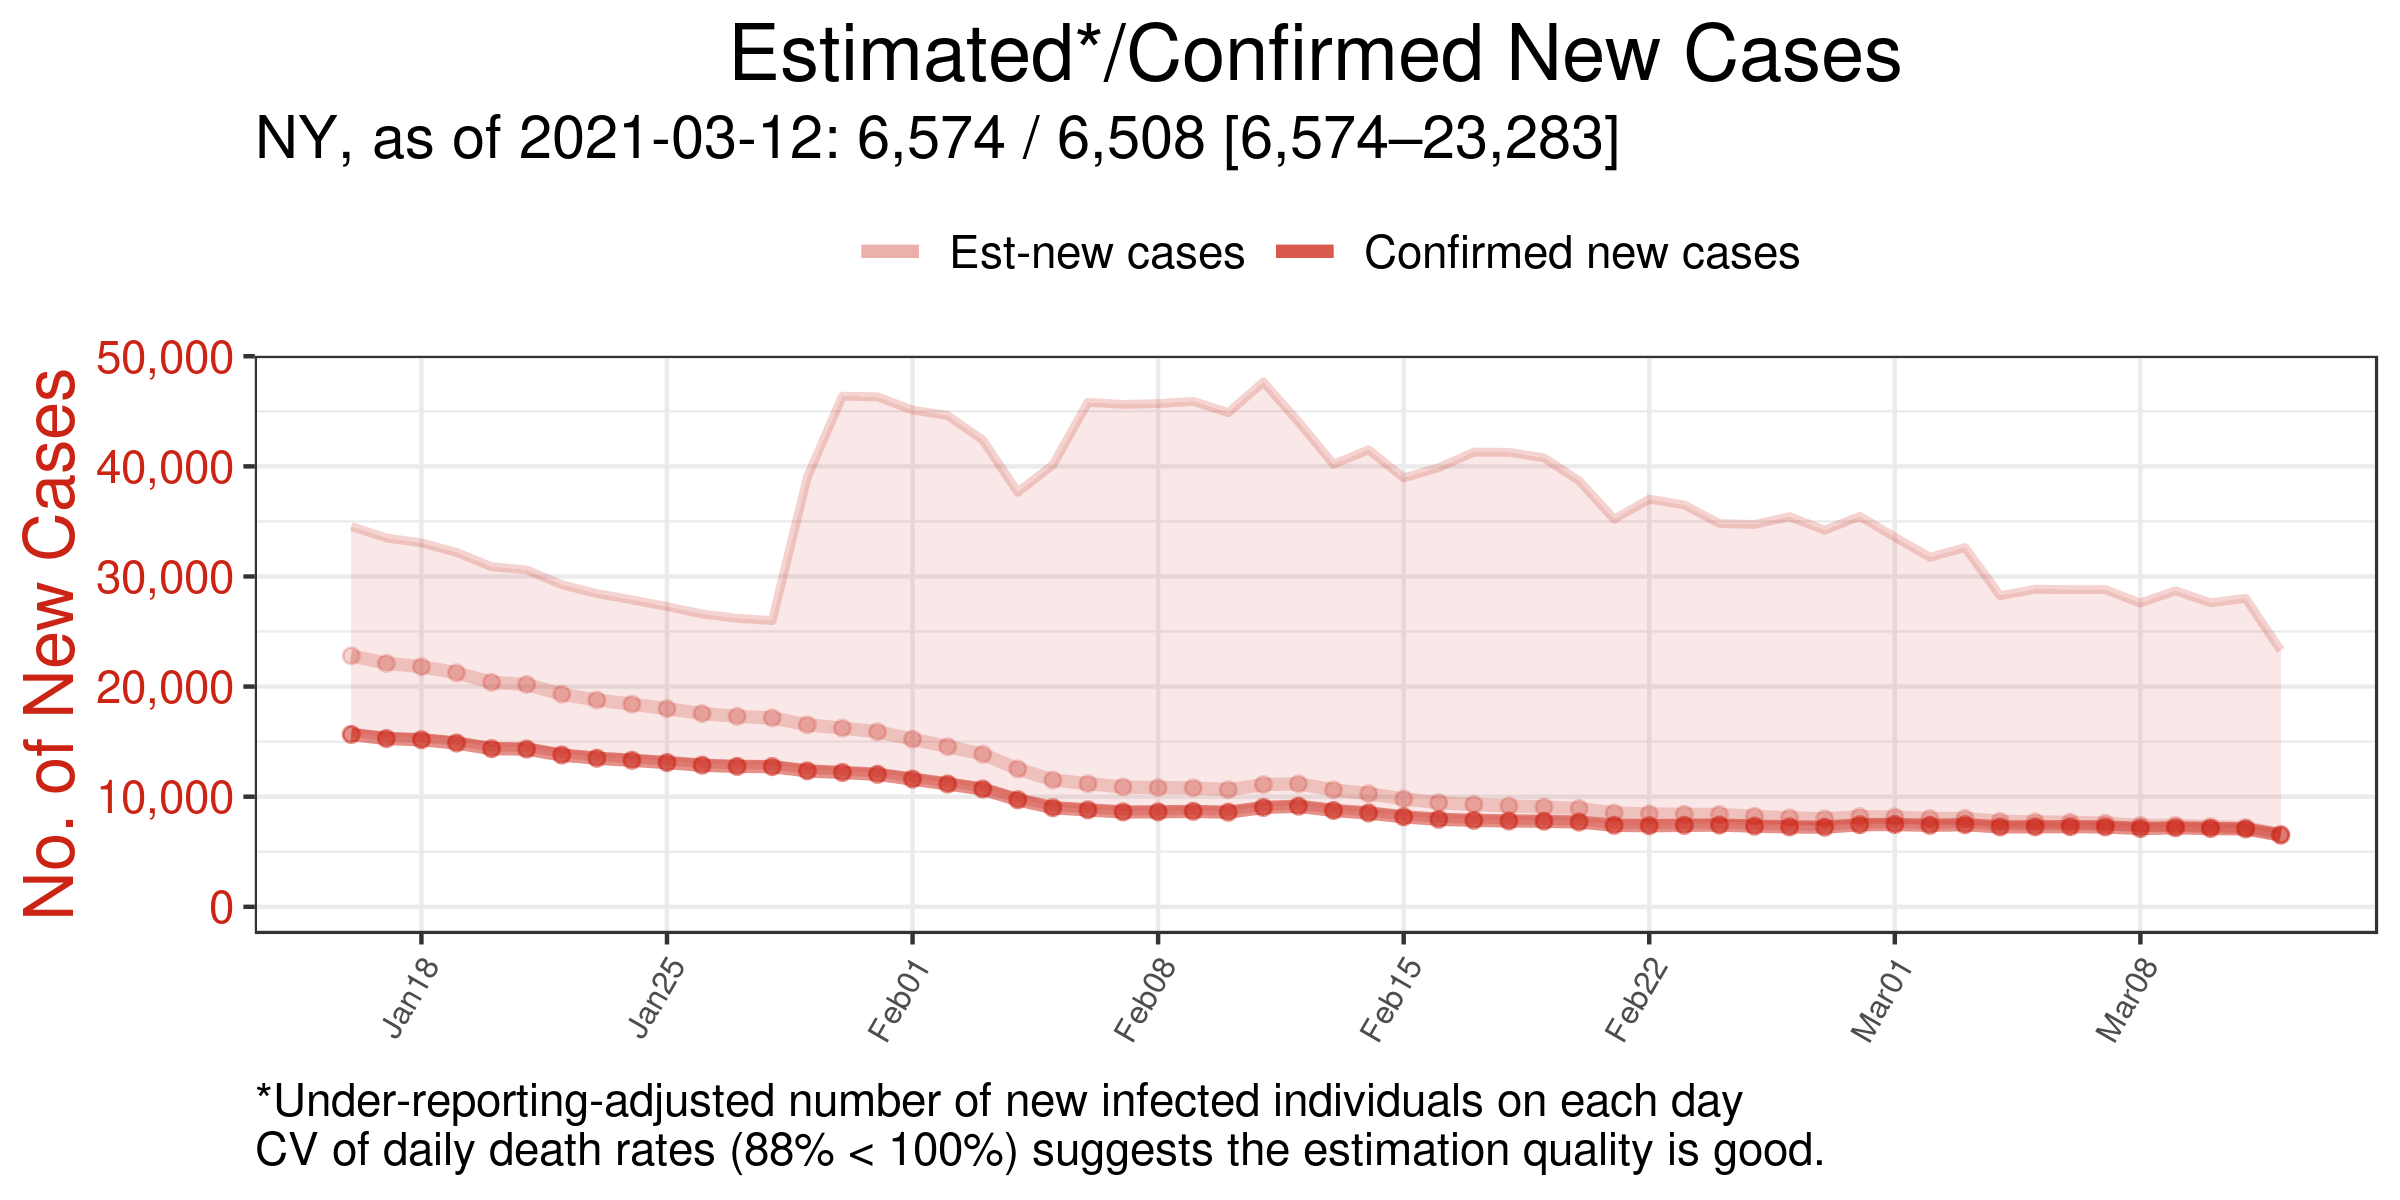 Estimated*/Confirmed New Cases
NY, as of 2021-03-12: 6,574 / 6,508 [6,574–23,283]
Est-new cases Confirmed new cases
No. of New Cases
50,000
40,000
30,000
20,000
10,000
0
Jan18 Jan25 Feb01 Feb08 Feb15 Feb22 Mar01 Mar08
*Under-reporting-adjusted number of new infected individuals on each day
CV of daily death rates (88% < 100%) suggests the estimation quality is good.